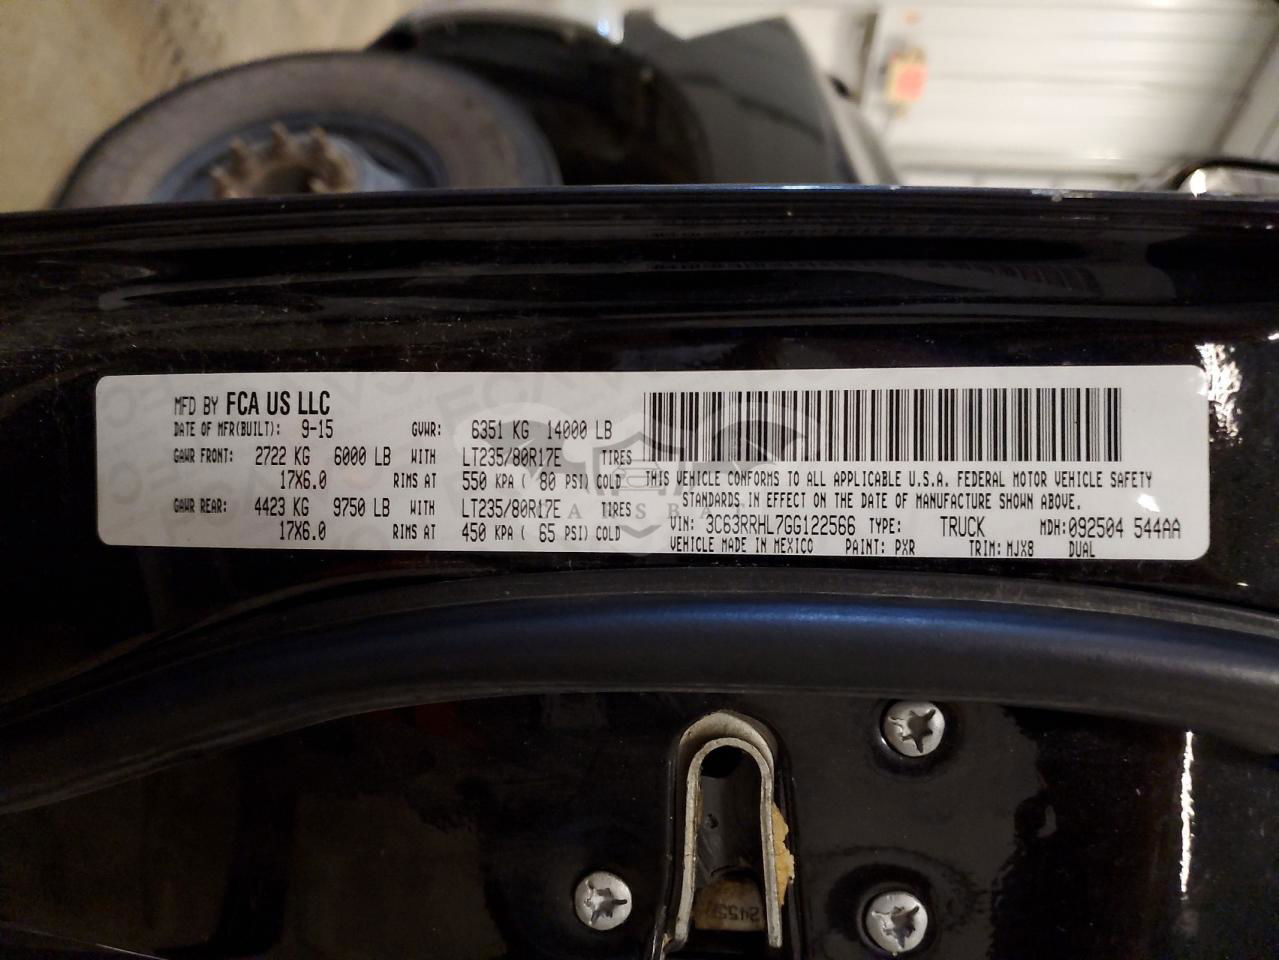 MFD BY FCA US LLC
DATE OF MFR(BUILT): 9-15 GVWR: 6351 KG 14000 LB
GAWR FRONT: 2722 KG 6000 LB WITH LT235/80R17E TIRES
17X6.0 RIMS AT 550 KPA ( 80 PSI) COLD
GAWR REAR: 4423 KG 9750 LB WITH LT235/80R17E TIRES
17X6.0 RIMS AT 450 KPA ( 65 PSI) COLD
THIS VEHICLE CONFORMS TO ALL APPLICABLE U.S.A. FEDERAL MOTOR VEHICLE SAFETY
STANDARDS IN EFFECT ON THE DATE OF MANUFACTURE SHOWN ABOVE.
VIN: 3C63RRHL7GG122566 TYPE: TRUCK MDH:092504 544AA
VEHICLE MADE IN MEXICO PAINT: PXR TRIM: MJX8 DUAL